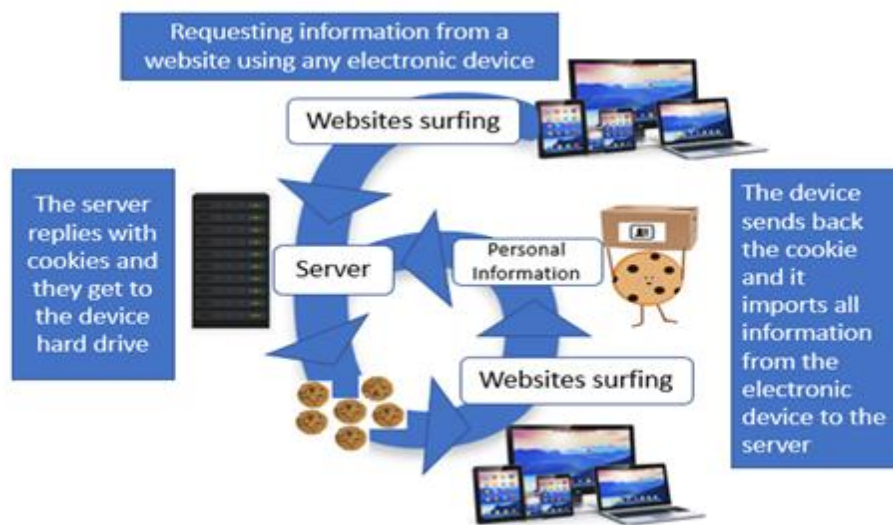 Requesting information from a
website using any electronic device
Websites surfing
The server
replies with
cookies and
they get to
the device
hard drive
Server
Personal
Information
The device
sends back
the cookie
and it
imports all
information
from the
electronic
device to the
server
Websites surfing